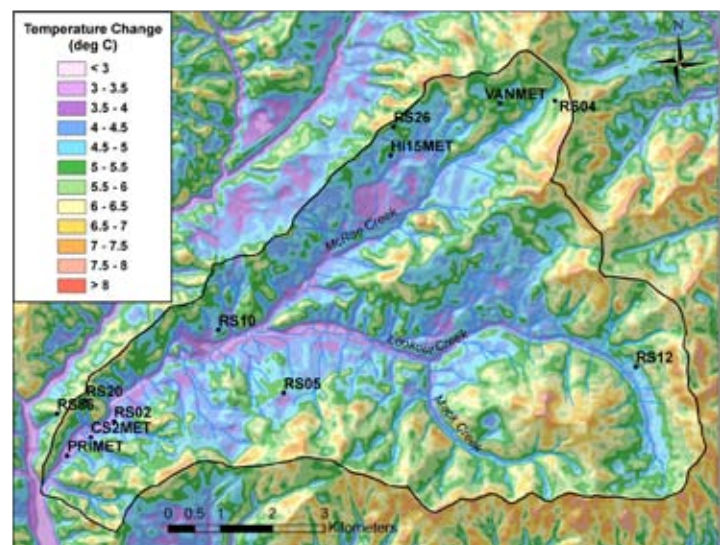 Temperature Change
(deg C)
< 3
3 - 3.5
3.5 - 4
4 - 4.5
4.5 - 5
5 - 5.5
5.5 - 6
6 - 6.5
6.5 - 7
7 - 7.5
7.5 - 8
> 8
N
VANMET
RS04
RS26
HI15MET
McRae Creek
RS10
Lookout Creek
RS12
RS05
RS20
RS86
RS02
CS2MET
Mack Creek
PRIMET
0 0.5 1 2 3
Kilometers